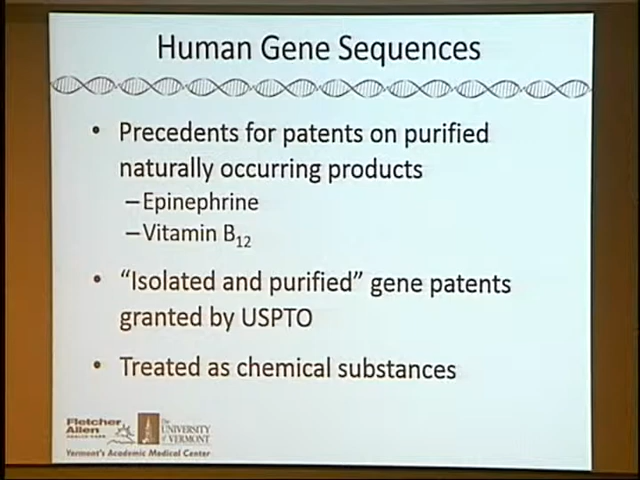 Human Gene Sequences
• Precedents for patents on purified
naturally occurring products
–Epinephrine
–Vitamin B12
• “Isolated and purified” gene patents
granted by USPTO
• Treated as chemical substances
Fletcher
Allen
HEALTH CARE
The
UNIVERSITY
of VERMONT
Vermont's Academic Medical Center